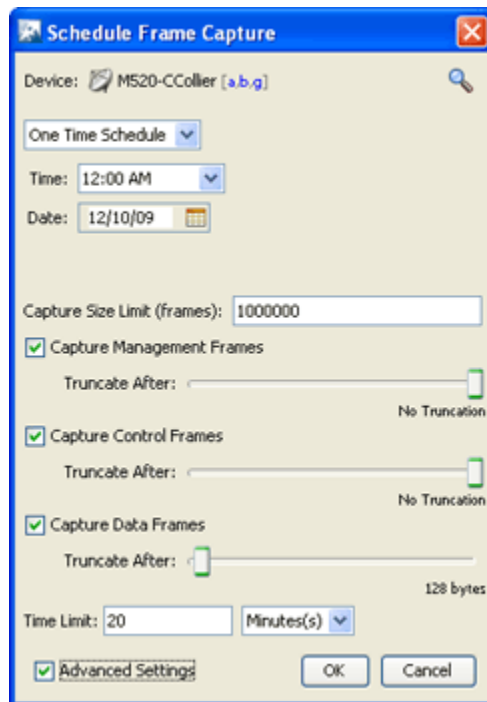 Schedule Frame Capture
Device: M520-CCollier [a,b,g]
One Time Schedule
Time: 12:00 AM
Date: 12/10/09
Capture Size Limit (frames): 1000000
Capture Management Frames
Truncate After:
No Truncation
Capture Control Frames
Truncate After:
No Truncation
Capture Data Frames
Truncate After:
128 bytes
Time Limit: 20 Minutes(s)
Advanced Settings OK Cancel